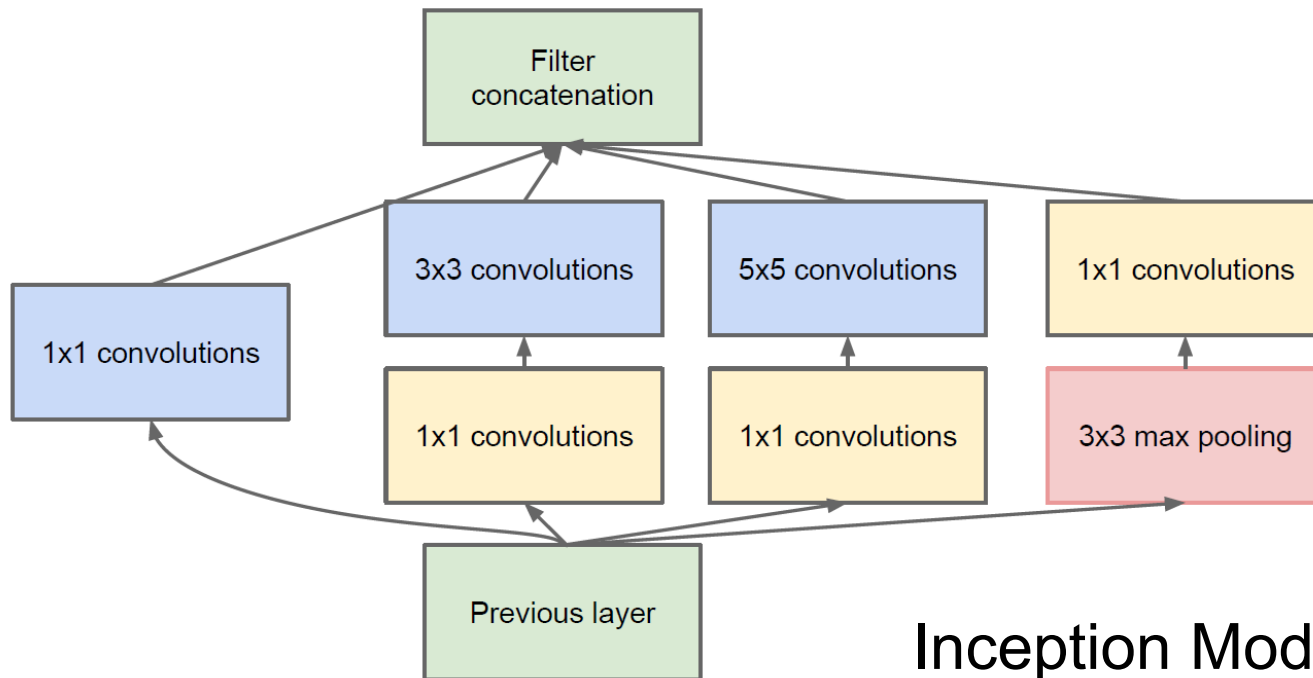 Filter
concatenation
3x3 convolutions
5x5 convolutions
1x1 convolutions
1x1 convolutions
1x1 convolutions
1x1 convolutions
3x3 max pooling
Previous layer
Inception Mod